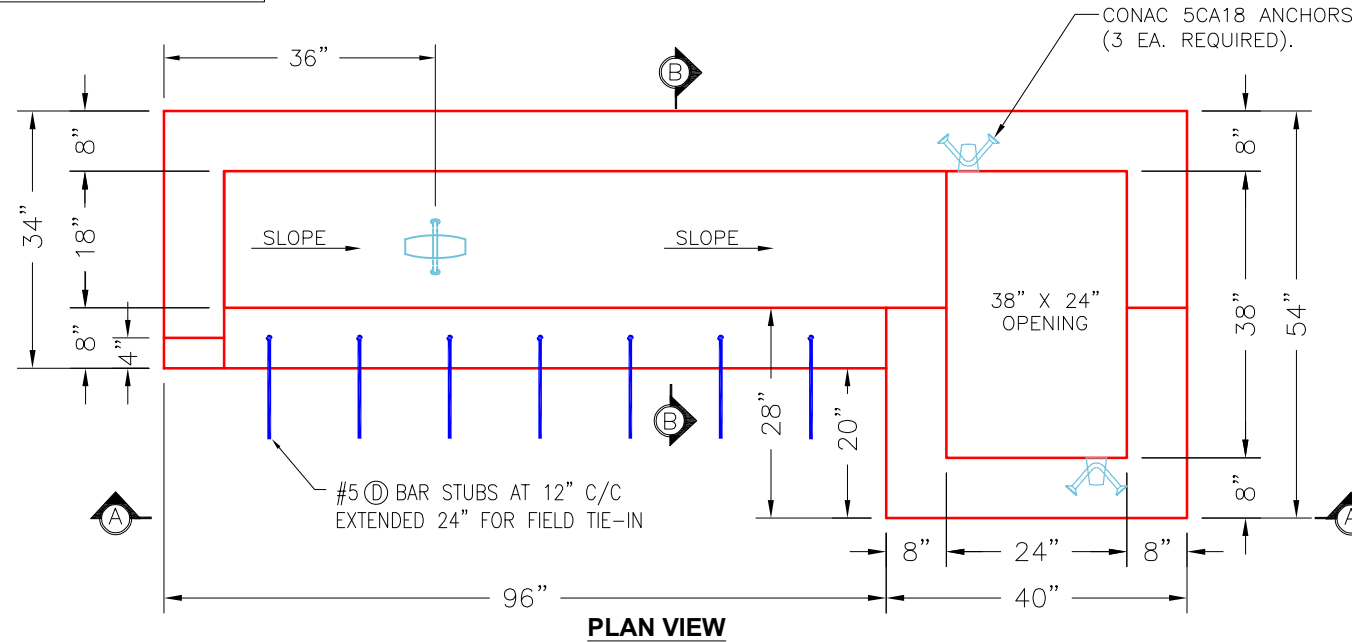 CONAC 5CA18 ANCHORS
(3 EA. REQUIRED).
36”
B
8”
8”
34”
18”
SLOPE
SLOPE
38” X 24”
OPENING
38”
54”
8”
4”
28”
20”
B
8”
#5 D BAR STUBS AT 12” C/C
EXTENDED 24” FOR FIELD TIE-IN
A
A
8”
24”
8”
96”
40”
PLAN VIEW